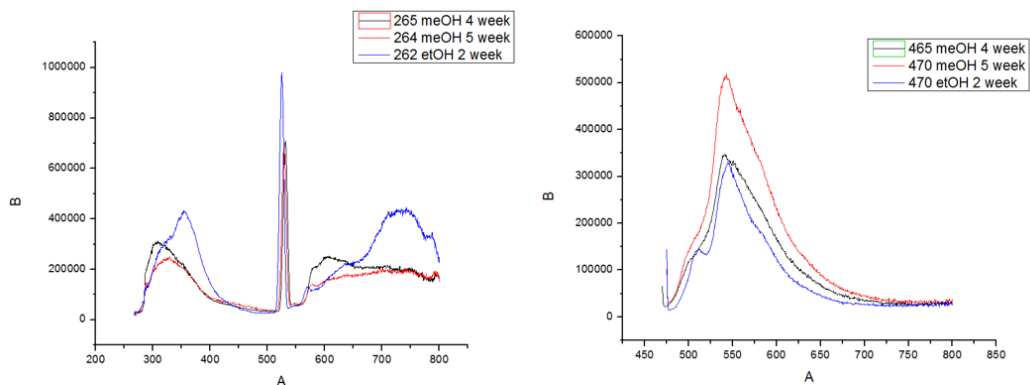 265 meOH 4 week
264 meOH 5 week
262 etOH 2 week
1000000
800000
600000
400000
200000
0
B
200 300 400 500 600 700 800
A
465 meOH 4 week
470 meOH 5 week
470 etOH 2 week
600000
500000
400000
300000
200000
100000
0
B
450 500 550 600 650 700 750 800 850
A